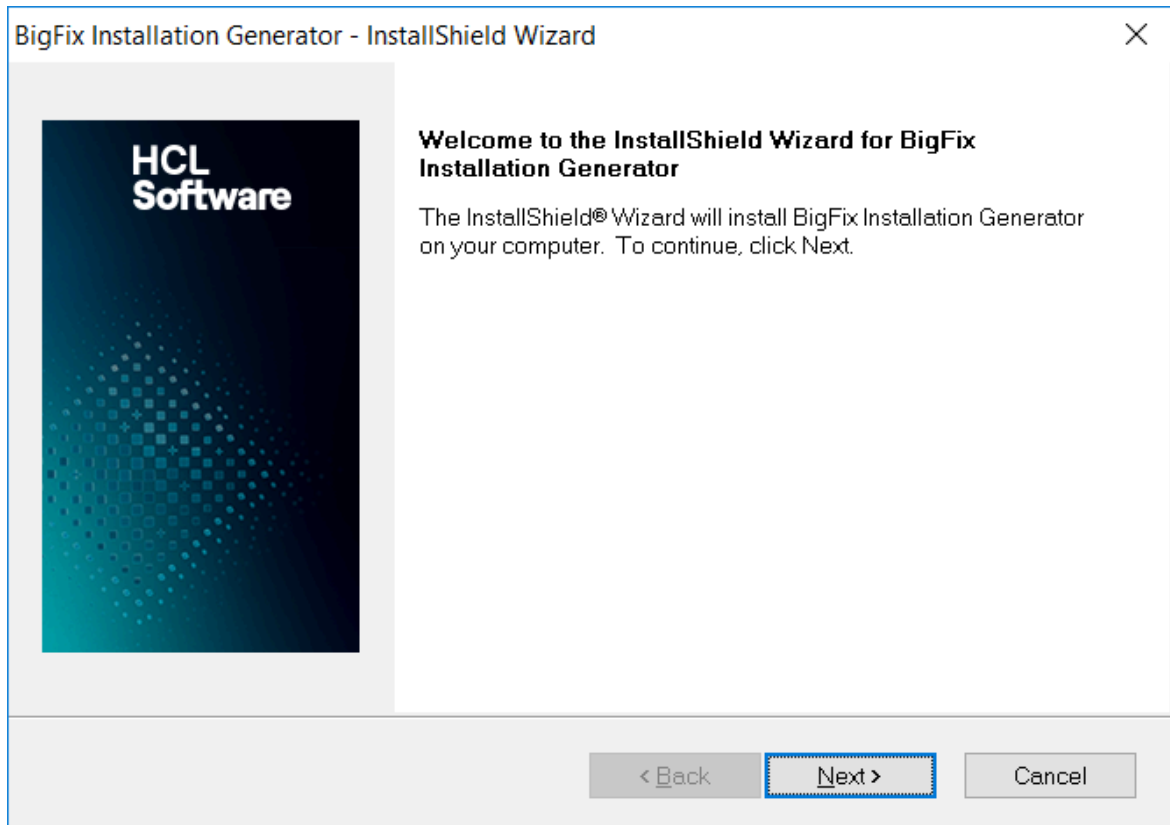 BigFix Installation Generator - InstallShield Wizard
HCL
Software
Welcome to the InstallShield Wizard for BigFix
Installation Generator
The InstallShield® Wizard will install BigFix Installation Generator
on your computer.  To continue, click Next.
< Back
Next >
Cancel